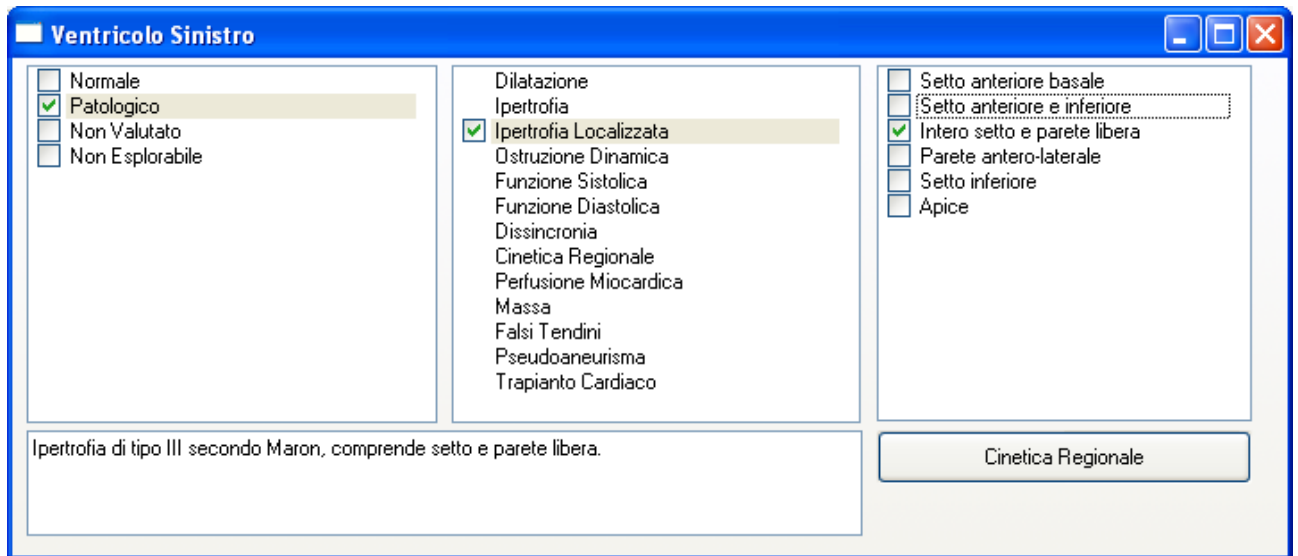 Ventricolo Sinistro
Normale
Patologico
Non Valutato
Non Esplorabile
Dilatazione
Ipertrofia
Ipertrofia Localizzata
Ostruzione Dinamica
Funzione Sistolica
Funzione Diastolica
Dissincronia
Cinetica Regionale
Perfusione Miocardica
Massa
Falsi Tendini
Pseudoaneurisma
Trapianto Cardiaco
Setto anteriore basale
Setto anteriore e inferiore
Intero setto e parete libera
Parete antero-laterale
Setto inferiore
Apice
Ipertrofia di tipo III secondo Maron, comprende setto e parete libera.
Cinetica Regionale